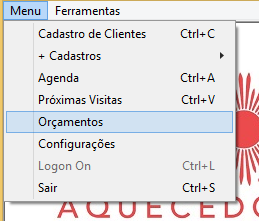 Menu Ferramentas
Cadastro de Clientes Ctrl+C
+ Cadastros
Agenda Ctrl+A
Próximas Visitas Ctrl+V
Orçamentos
Configurações
Logon On Ctrl+L
Sair Ctrl+S
AQUECEDO